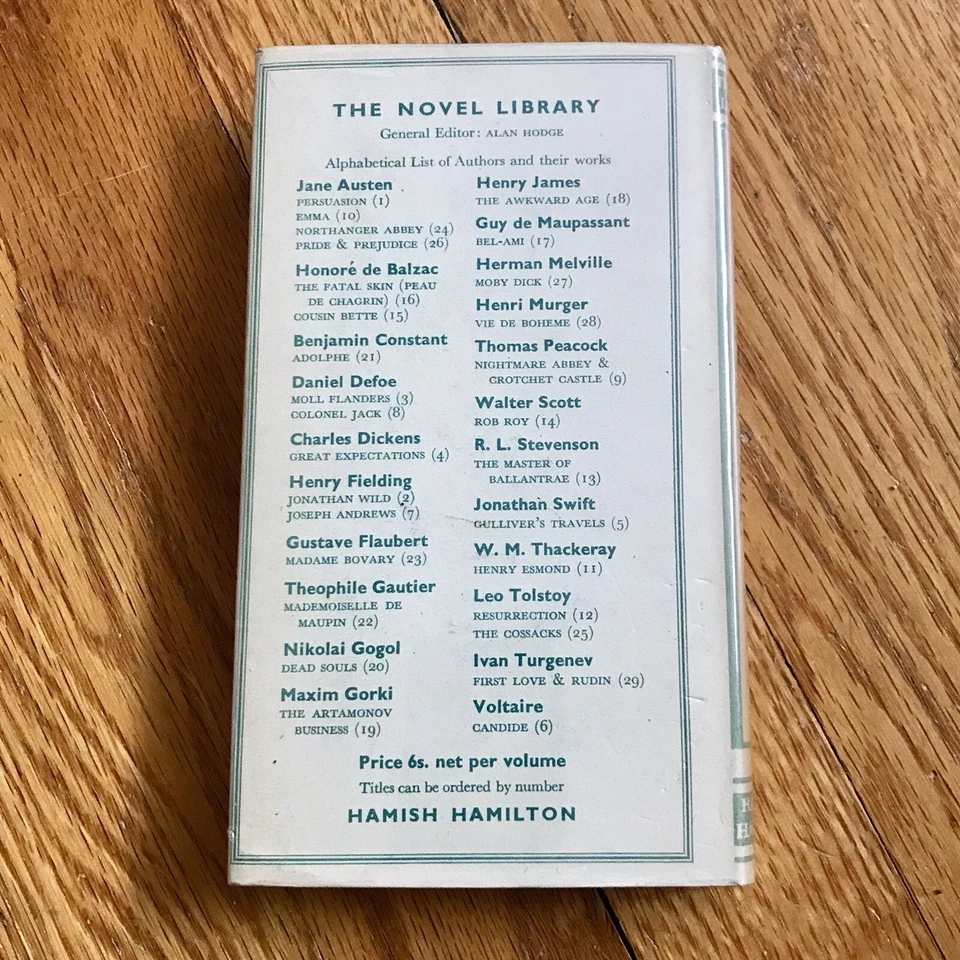 THE NOVEL LIBRARY
General Editor: ALAN HODGE
Alphabetical List of Authors and their works
Jane Austen
PERSUASION (1)
EMMA (10)
NORTHANGER ABBEY (24)
PRIDE & PREJUDICE (26)
Honoré de Balzac
THE FATAL SKIN (PEAU
DE CHAGRIN) (16)
COUSIN BETTE (15)
Benjamin Constant
ADOLPHE (21)
Daniel Defoe
MOLL FLANDERS (3)
COLONEL JACK (8)
Charles Dickens
GREAT EXPECTATIONS (4)
Henry Fielding
JONATHAN WILD (2)
JOSEPH ANDREWS (7)
Gustave Flaubert
MADAME BOVARY (23)
Theophile Gautier
MADEMOISELLE DE
MAUPIN (22)
Nikolai Gogol
DEAD SOULS (20)
Maxim Gorki
THE ARTAMONOV
BUSINESS (19)
Henry James
THE AWKWARD AGE (18)
Guy de Maupassant
BEL-AMI (17)
Herman Melville
MOBY DICK (27)
Henri Murger
VIE DE BOHEME (28)
Thomas Peacock
NIGHTMARE ABBEY &
CROTCHET CASTLE (9)
Walter Scott
ROB ROY (14)
R. L. Stevenson
THE MASTER OF
BALLANTRAE (13)
Jonathan Swift
GULLIVER'S TRAVELS (5)
W. M. Thackeray
HENRY ESMOND (11)
Leo Tolstoy
RESURRECTION (12)
THE COSSACKS (25)
Ivan Turgenev
FIRST LOVE & RUDIN (29)
Voltaire
CANDIDE (6)
Price 6s. net per volume
Titles can be ordered by number
HAMISH HAMILTON